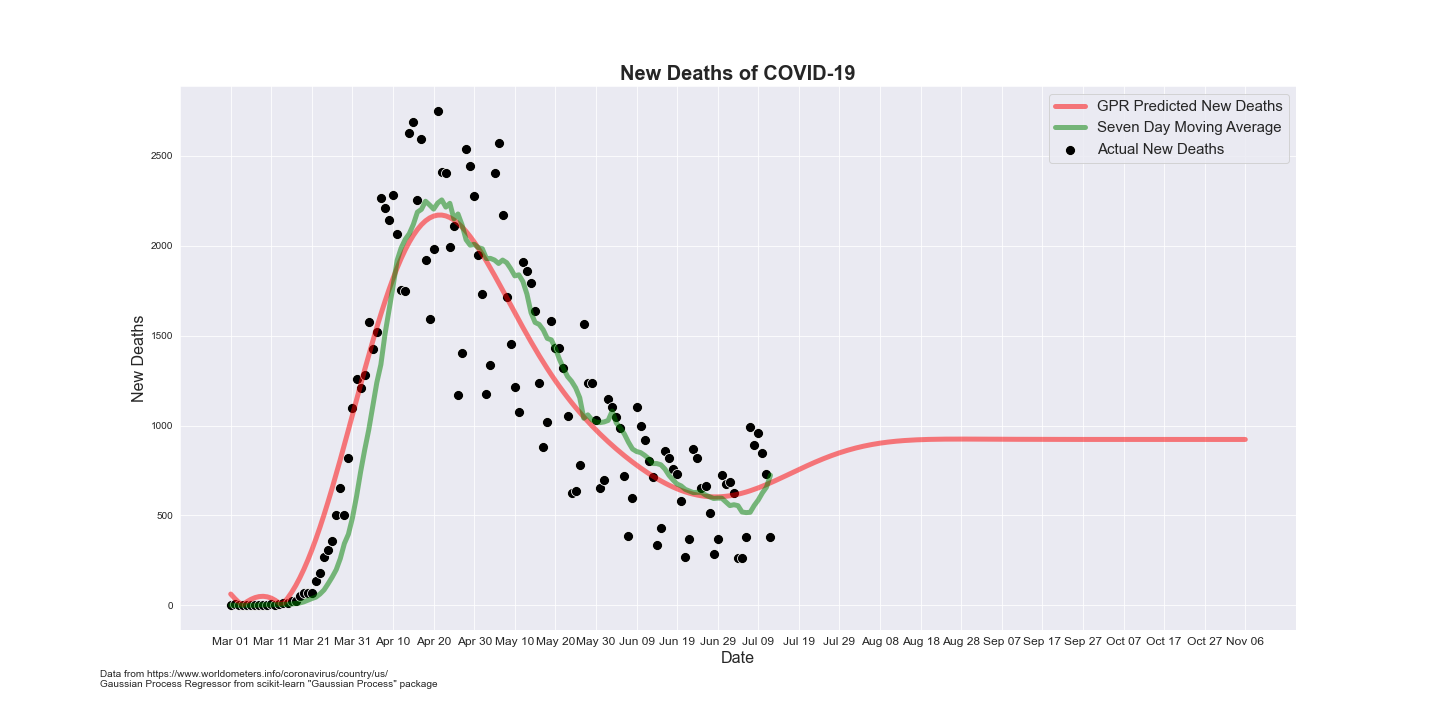 New Deaths of COVID-19
GPR Predicted New Deaths
Seven Day Moving Average
Actual New Deaths
New Deaths
2500
2000
1500
1000
500
0
Mar 01 Mar 11 Mar 21 Mar 31 Apr 10 Apr 20 Apr 30 May 10 May 20 May 30 Jun 09 Jun 19 Jun 29 Jul 09 Jul 19 Jul 29 Aug 08 Aug 18 Aug 28 Sep 07 Sep 17 Sep 27 Oct 07 Oct 17 Oct 27 Nov 06
Date
Data from https://www.worldometers.info/coronavirus/country/us/
Gaussian Process Regressor from scikit-learn "Gaussian Process" package